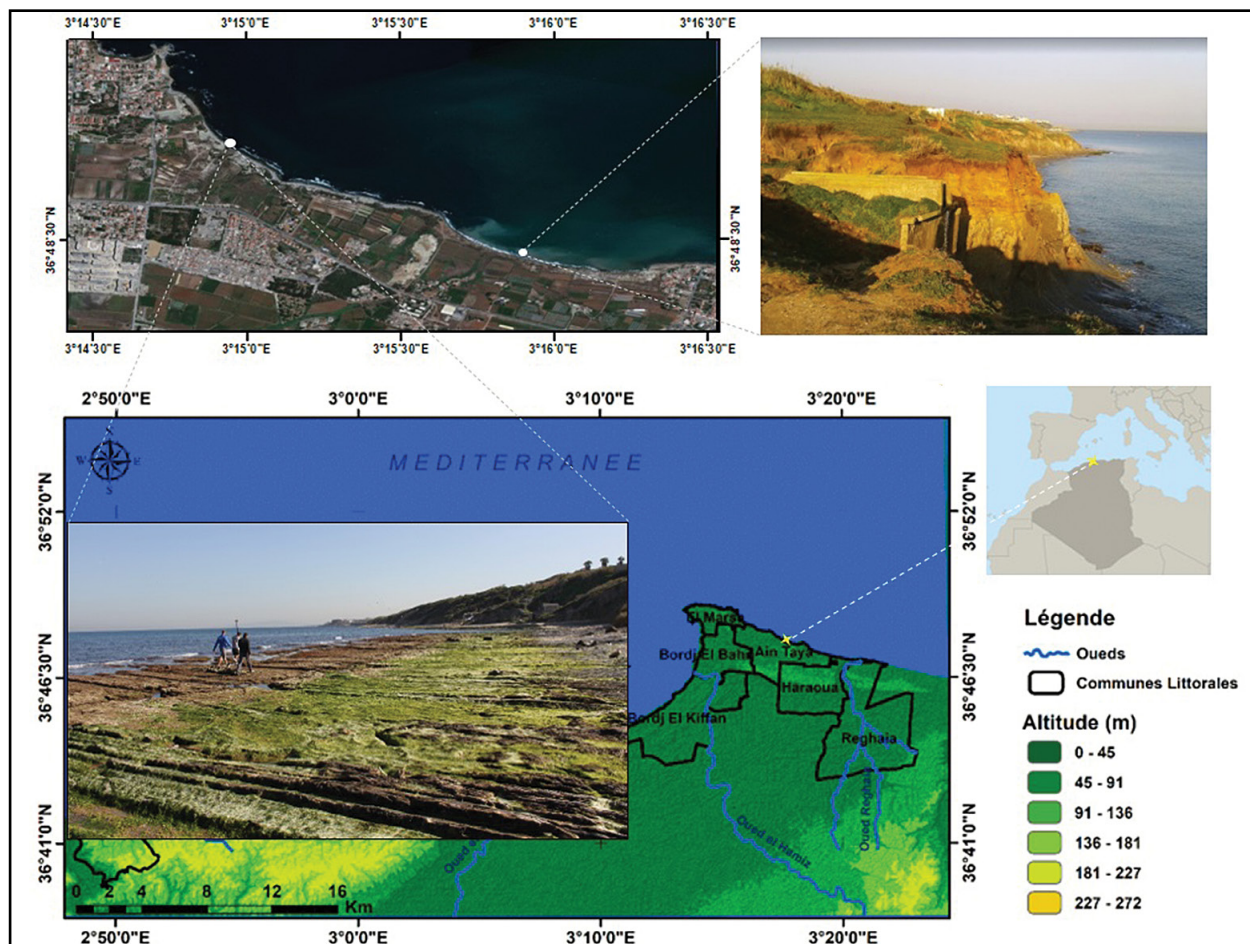 3°14'30"E 3°15'0"E 3°15'30"E 3°16'0"E 3°16'30"E
36°48'30"N
36°48'30"N
3°14'30"E 3°15'0"E 3°15'30"E 3°16'0"E 3°16'30"E
2°50'0"E 3°0'0"E 3°10'0"E 3°20'0"E
N
W E
S
MEDITERRANEE
36°52'0"N
36°52'0"N
El Marsa
Bordj El Bahri
Ain Taya
Haraoua
36°46'30"N
36°46'30"N
Bordj El Kiffan
Reghaia
Oued Reghaia
Oued el Hamiz
Oued
36°41'0"N
36°41'0"N
0 2 4 8 12 16
Km
2°50'0"E 3°0'0"E 3°10'0"E 3°20'0"E
Légende
Oueds
Communes Littorales
Altitude (m)
0 - 45
45 - 91
91 - 136
136 - 181
181 - 227
227 - 272